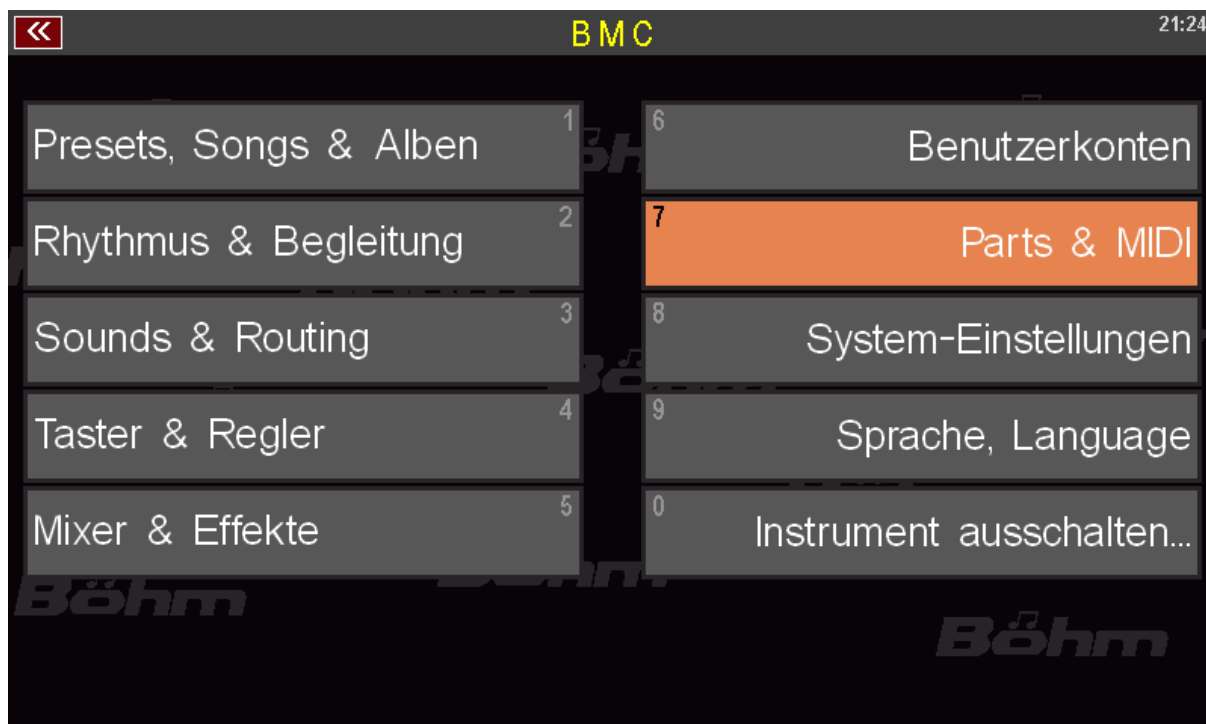 BMC
21:24
Presets, Songs & Alben 1
Rhythmus & Begleitung 2
Sounds & Routing 3
Taster & Regler 4
Mixer & Effekte 5
6 Benutzerkonten
7 Parts & MIDI
8 System-Einstellungen
9 Sprache, Language
0 Instrument ausschalten...
Böhm
Böhm